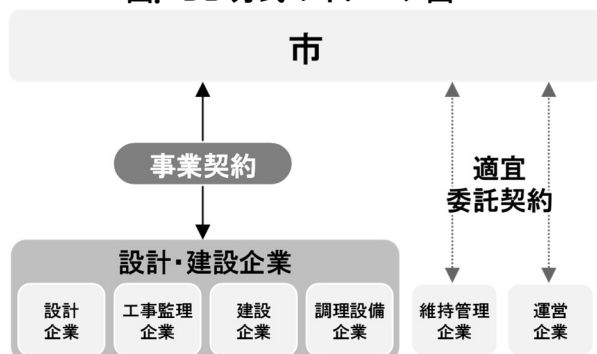 市
事業契約
適宜
委託契約
設計・建設企業
設計
企業
工事監理
企業
建設
企業
調理設備
企業
維持管理
企業
運営
企業